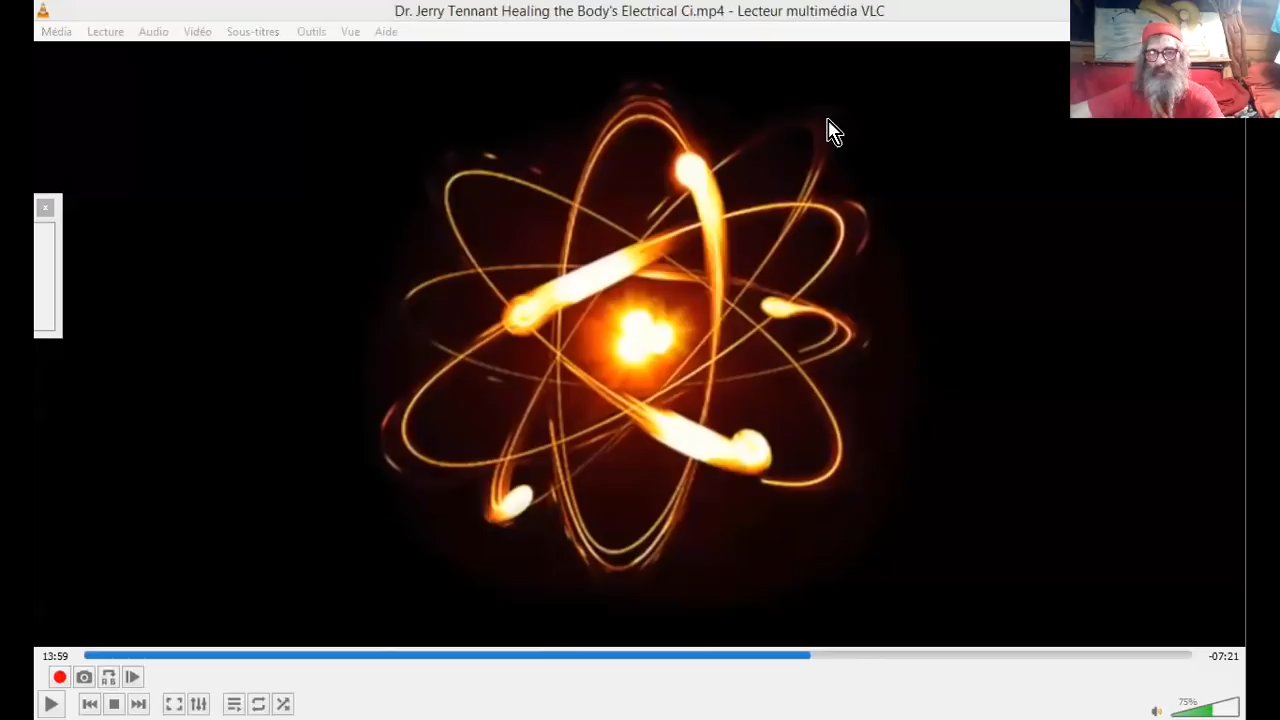 Dr. Jerry Tennant Healing the Body's Electrical Ci.mp4 - Lecteur multimédia VLC
Média Lecture Audio Vidéo Sous-titres Outils Vue Aide
x
13:59 -07:21
A B
75%